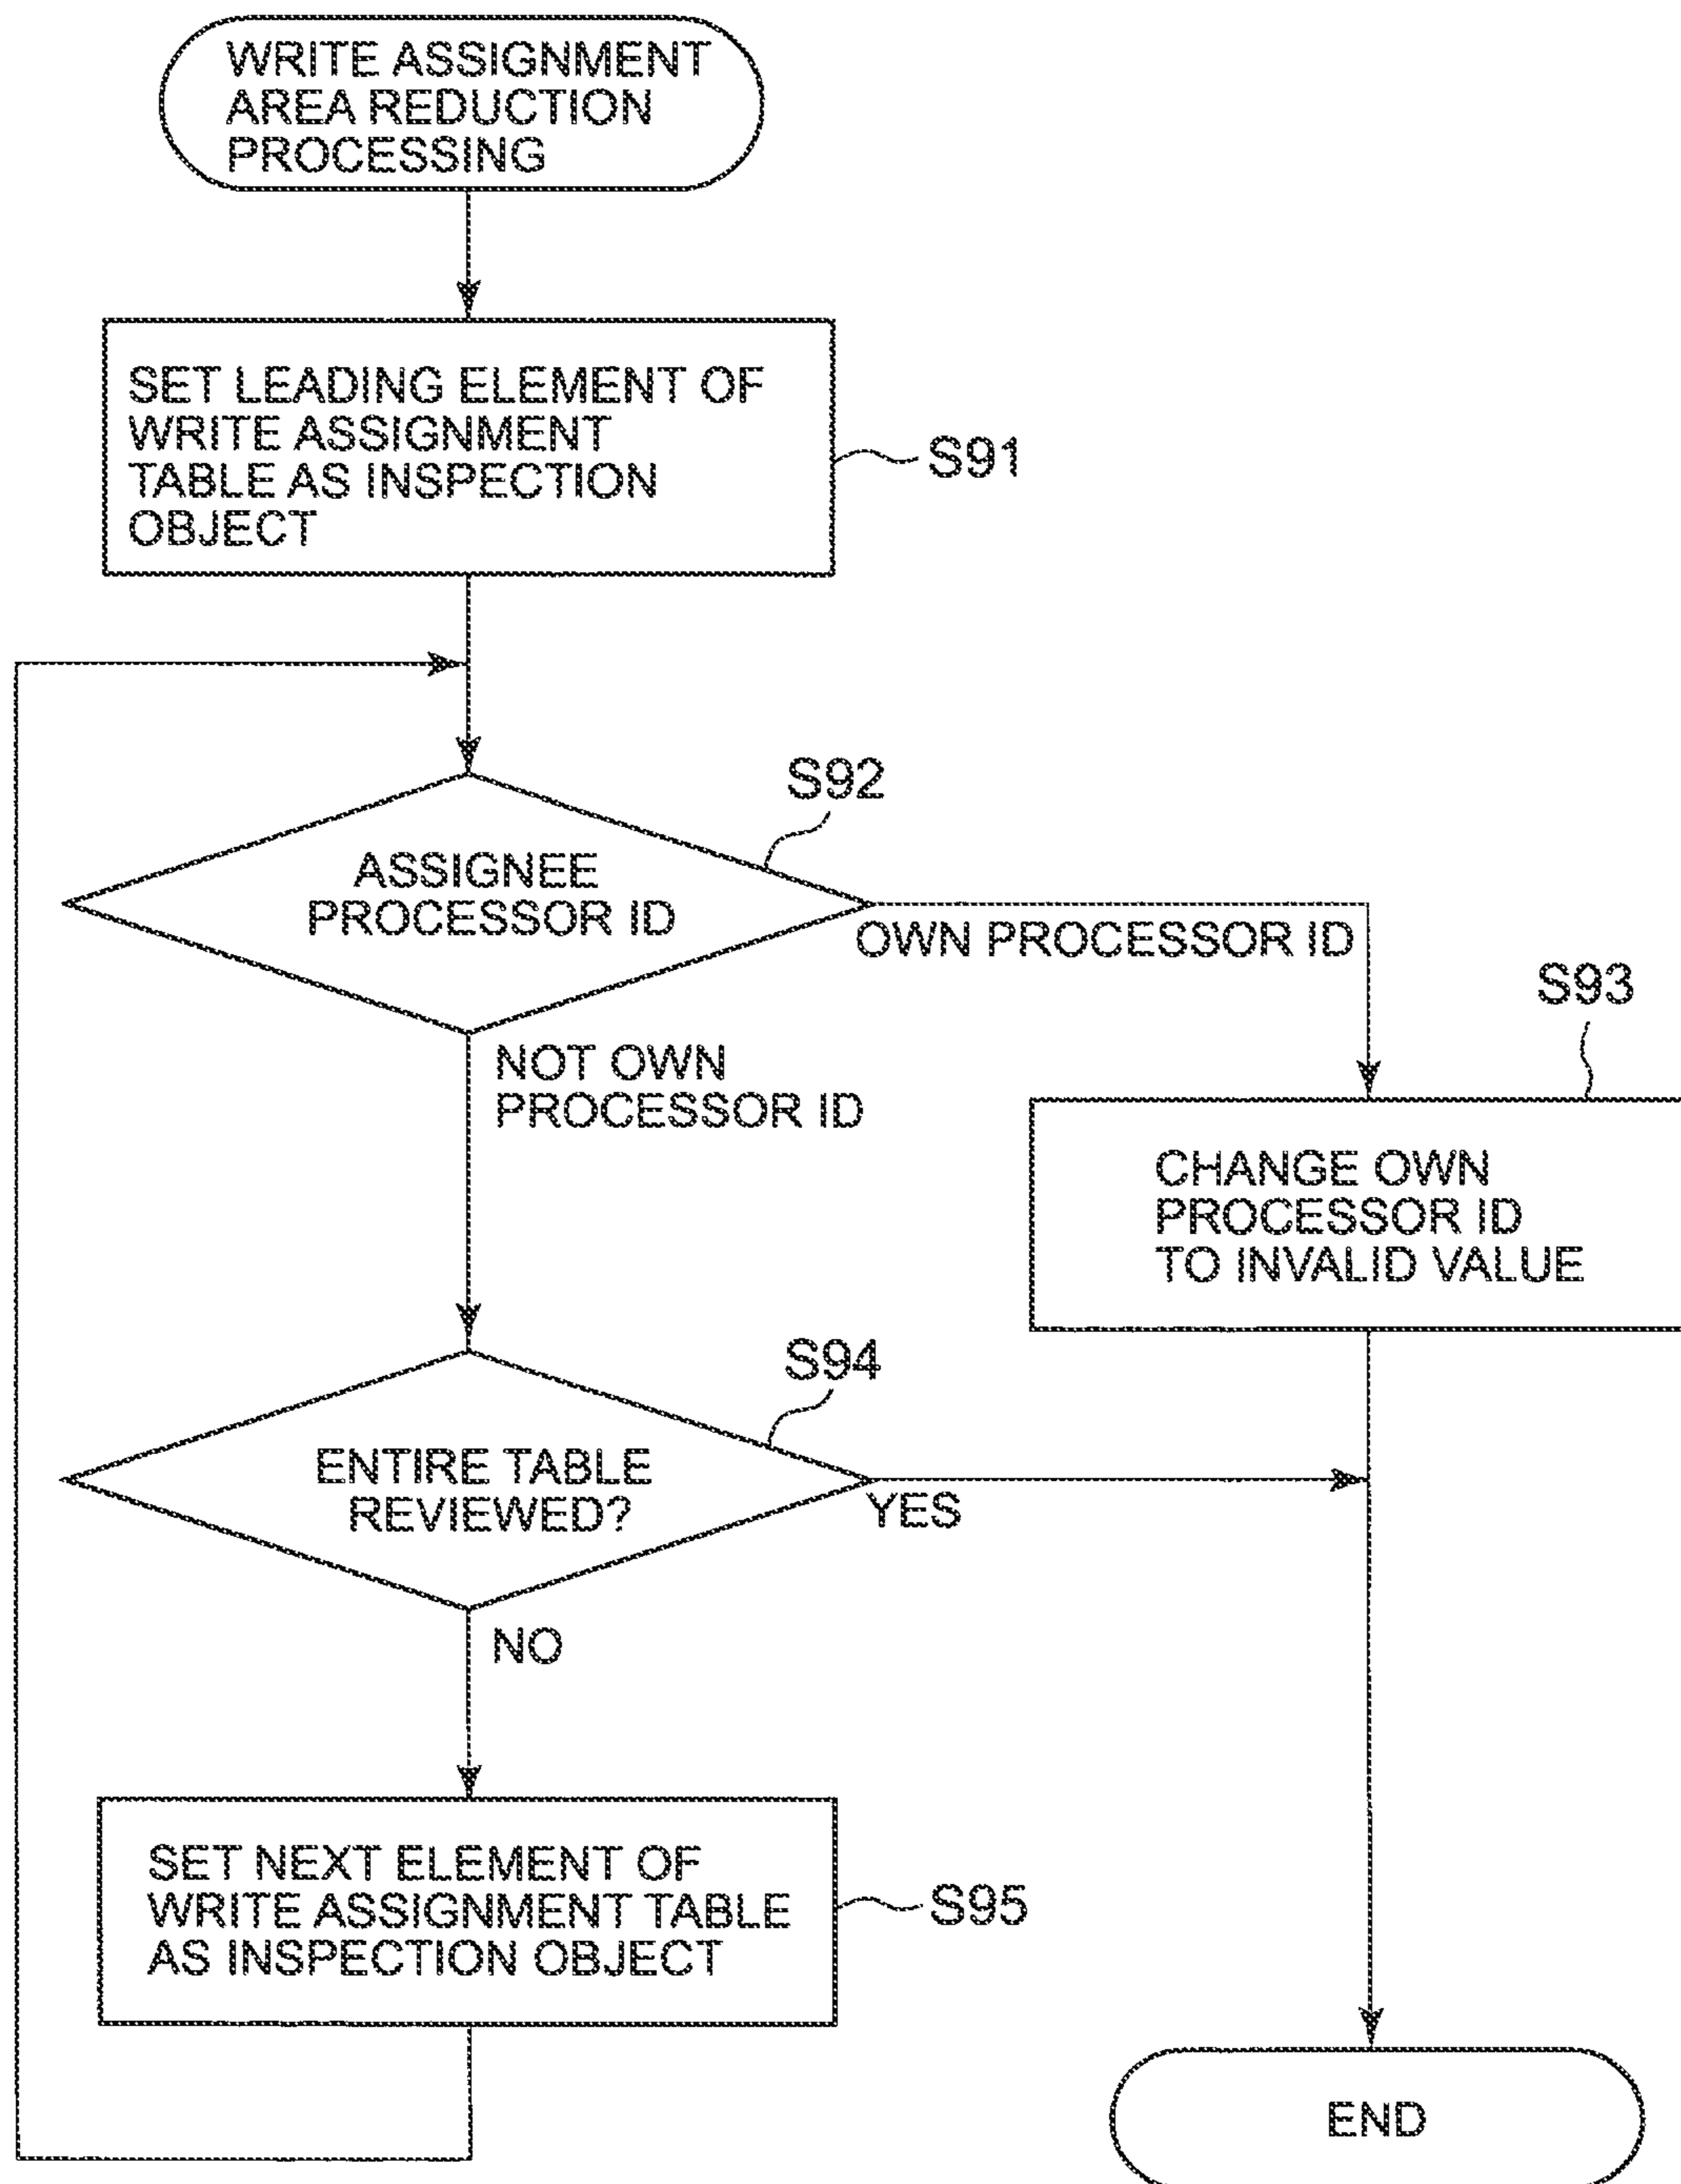 WRITE ASSIGNMENT
AREA REDUCTION
PROCESSING
SET LEADING ELEMENT OF
WRITE ASSIGNMENT
TABLE AS INSPECTION
OBJECT
S91
S92
ASSIGNEE
PROCESSOR ID
OWN PROCESSOR ID
S93
NOT OWN
PROCESSOR ID
CHANGE OWN
PROCESSOR ID
TO INVALID VALUE
S94
ENTIRE TABLE
REVIEWED?
YES
NO
SET NEXT ELEMENT OF
WRITE ASSIGNMENT TABLE
AS INSPECTION OBJECT
S95
END